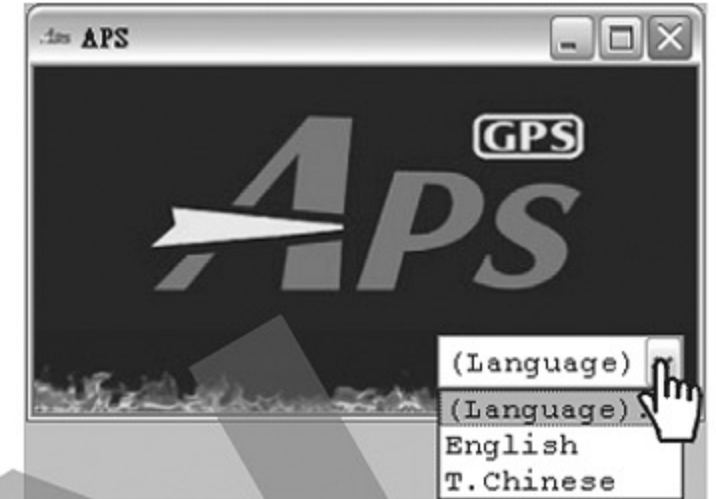 APS
GPS
APS
(Language)
(Language)
English
T.Chinese